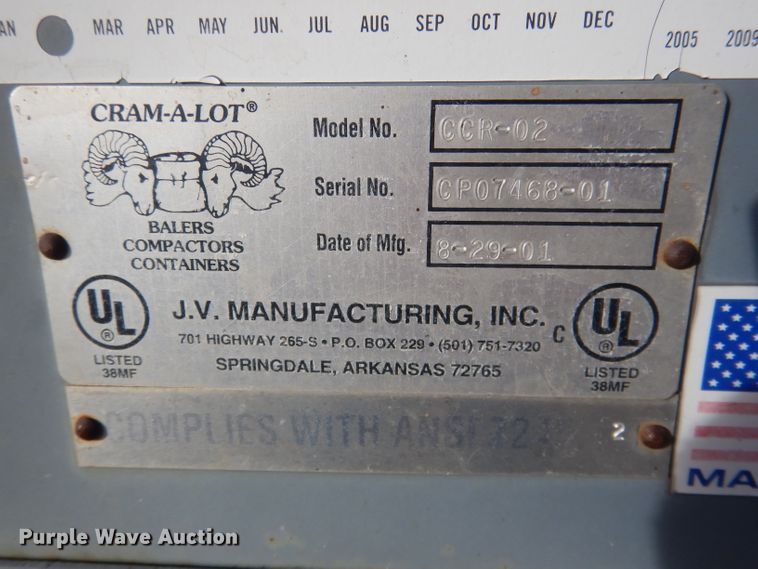 MAR APR MAY JUN. JUL AUG SEP OCT NOV DEC
2005 2009
CRAM-A-LOT®
BALERS
COMPACTORS
CONTAINERS
Model No. CCR-02
Serial No. CP07468-01
Date of Mfg. 8-29-01
UL ®
LISTED
38MF
J.V. MANUFACTURING, INC.
701 HIGHWAY 265-S • P.O. BOX 229 • (501) 751-7320
SPRINGDALE, ARKANSAS 72765
C UL ®
LISTED
38MF
COMPLIES WITH ANSI 2
MA
Purple Wave Auction